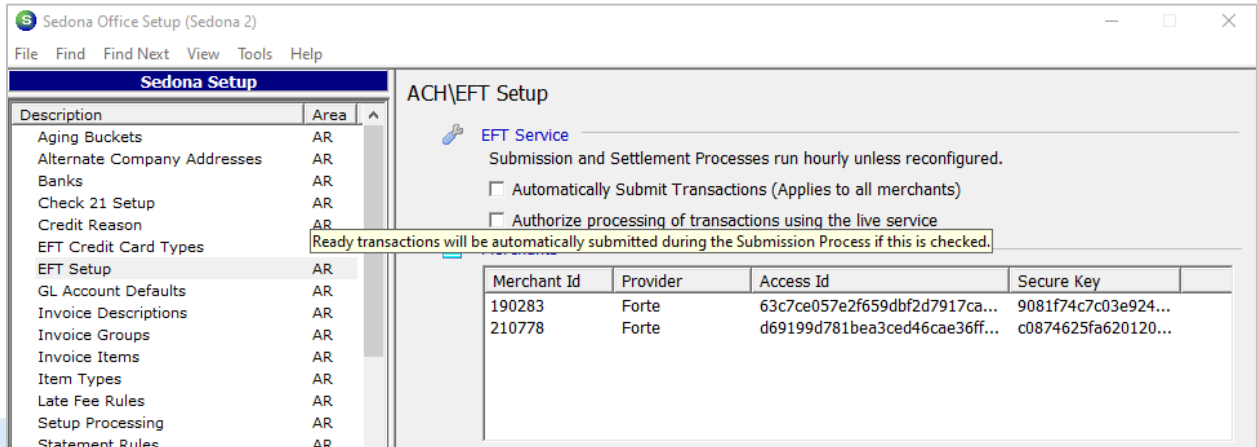 Sedona Office Setup (Sedona 2)
File Find Find Next View Tools Help
Sedona Setup
Description Area
Aging Buckets AR
Alternate Company Addresses AR
Banks AR
Check 21 Setup AR
Credit Reason AR
EFT Credit Card Types
EFT Setup AR
GL Account Defaults AR
Invoice Descriptions AR
Invoice Groups AR
Invoice Items AR
Item Types AR
Late Fee Rules AR
Setup Processing AR
Statement Rules AR
ACH\EFT Setup
EFT Service
Submission and Settlement Processes run hourly unless reconfigured.
Automatically Submit Transactions (Applies to all merchants)
Authorize processing of transactions using the live service
Ready transactions will be automatically submitted during the Submission Process if this is checked.
Merchants
Merchant Id Provider Access Id Secure Key
190283 Forte 63c7ce057e2f659dbf2d7917ca... 9081f74c7c03e924...
210778 Forte d69199d781bea3ced46cae36ff... c0874625fa620120...